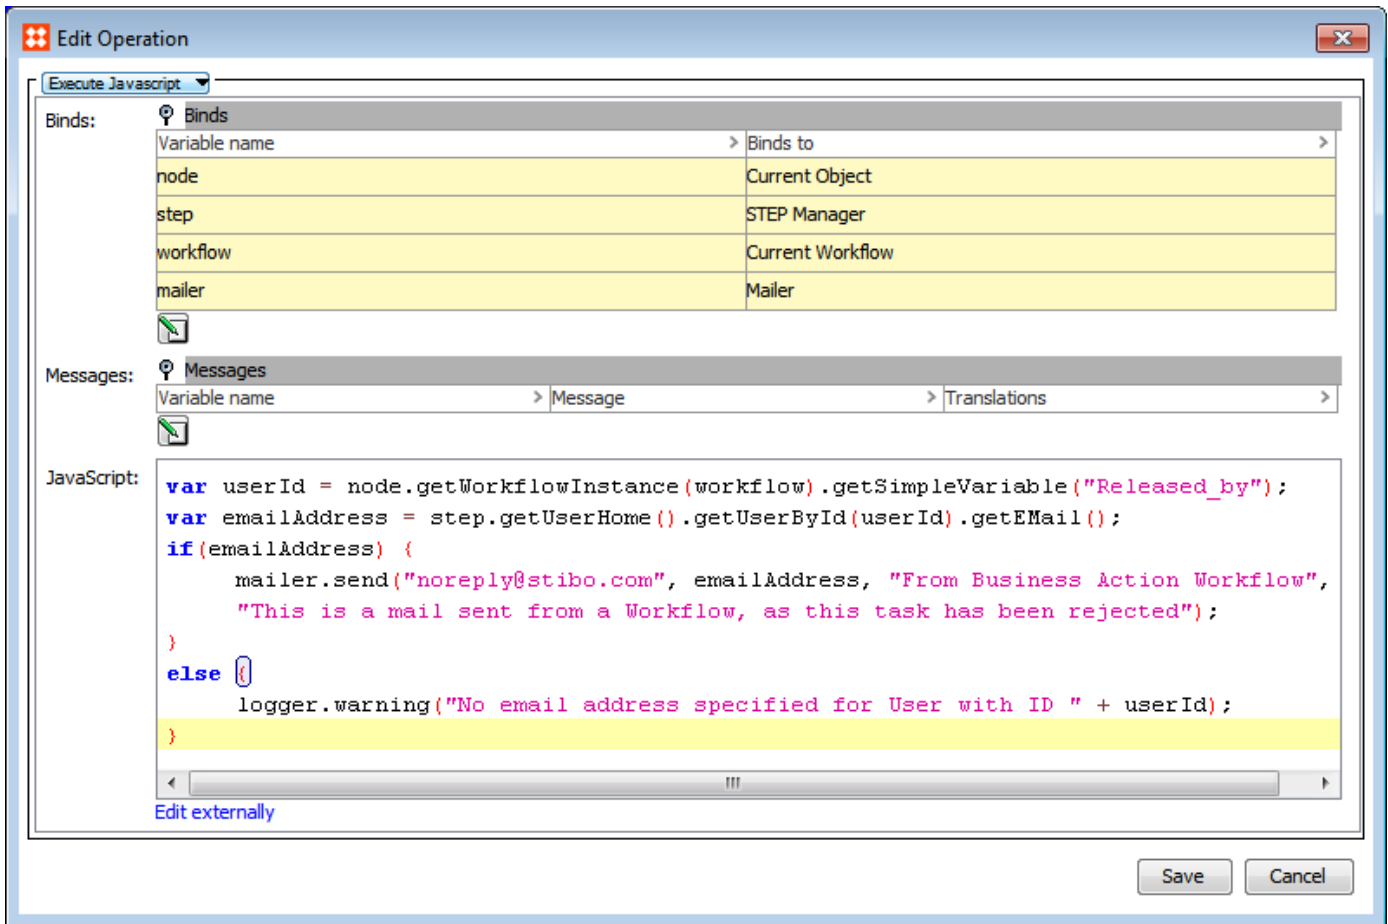 Edit Operation
Execute Javascript
Binds:
Binds
Variable name > Binds to >
node Current Object
step STEP Manager
workflow Current Workflow
mailer Mailer
Messages:
Messages
Variable name > Message > Translations >
JavaScript:
var userId = node.getWorkflowInstance(workflow).getSimpleVariable("Released_by");
var emailAddress = step.getUserHome().getUserById(userId).getEMail();
if(emailAddress) {
mailer.send("noreply@stibo.com", emailAddress, "From Business Action Workflow",
"This is a mail sent from a Workflow, as this task has been rejected");
}
else {
logger.warning("No email address specified for User with ID " + userId);
}
Edit externally
Save Cancel